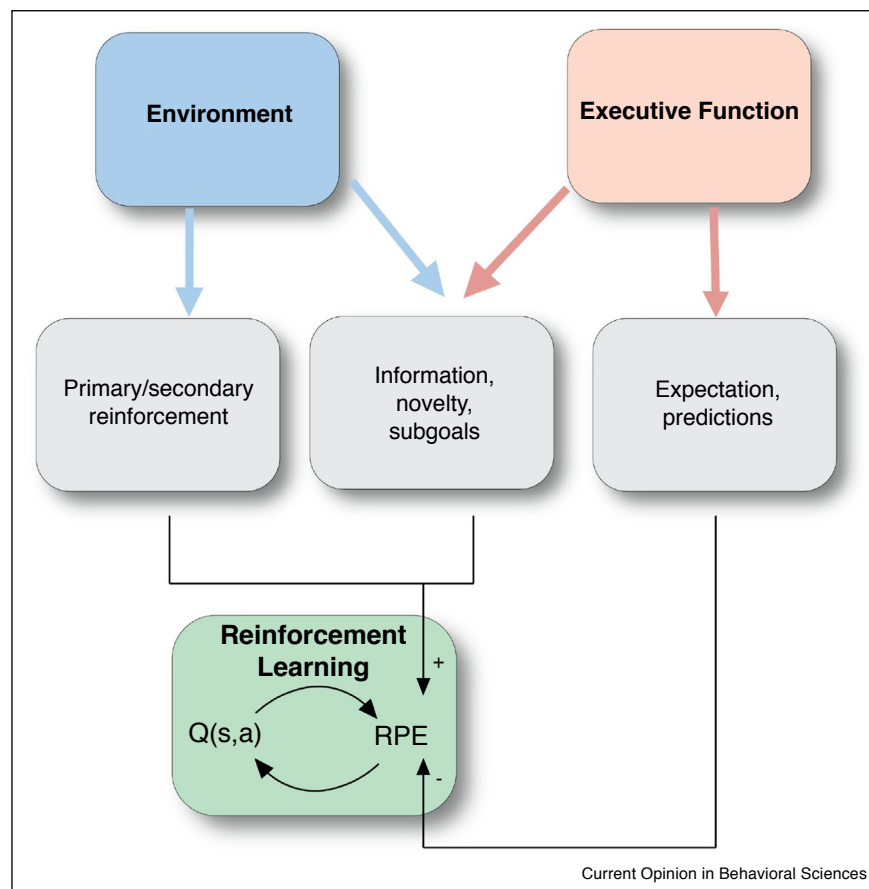 Environment
Executive Function
Primary/secondary
reinforcement
Information,
novelty,
subgoals
Expectation,
predictions
Reinforcement
Learning
+
Q(s,a)
RPE
-
Current Opinion in Behavioral Sciences